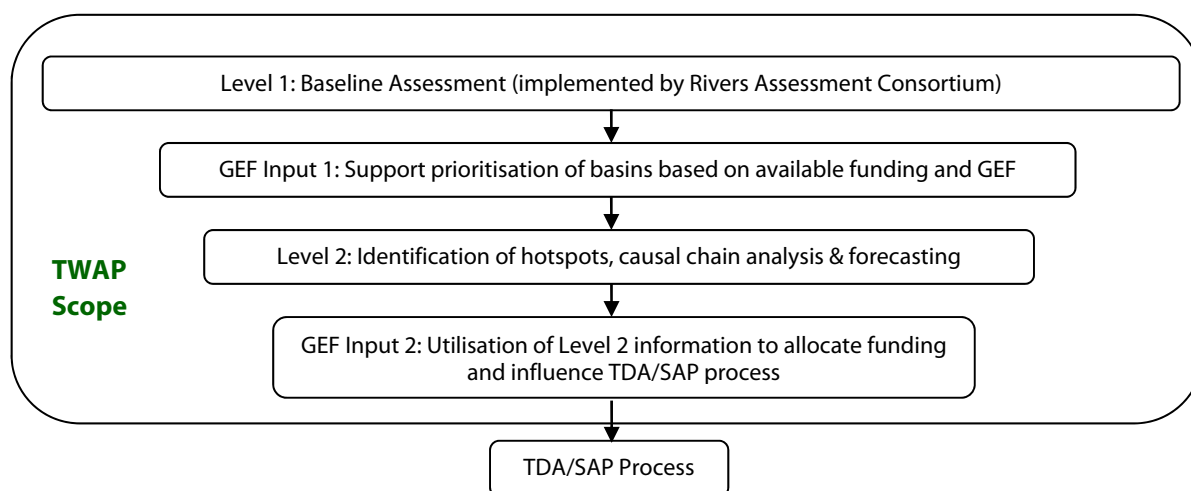 Level 1: Baseline Assessment (implemented by Rivers Assessment Consortium)
GEF Input 1: Support prioritisation of basins based on available funding and GEF
Level 2: Identification of hotspots, causal chain analysis & forecasting
TWAP
Scope
GEF Input 2: Utilisation of Level 2 information to allocate funding
and influence TDA/SAP process
TDA/SAP Process